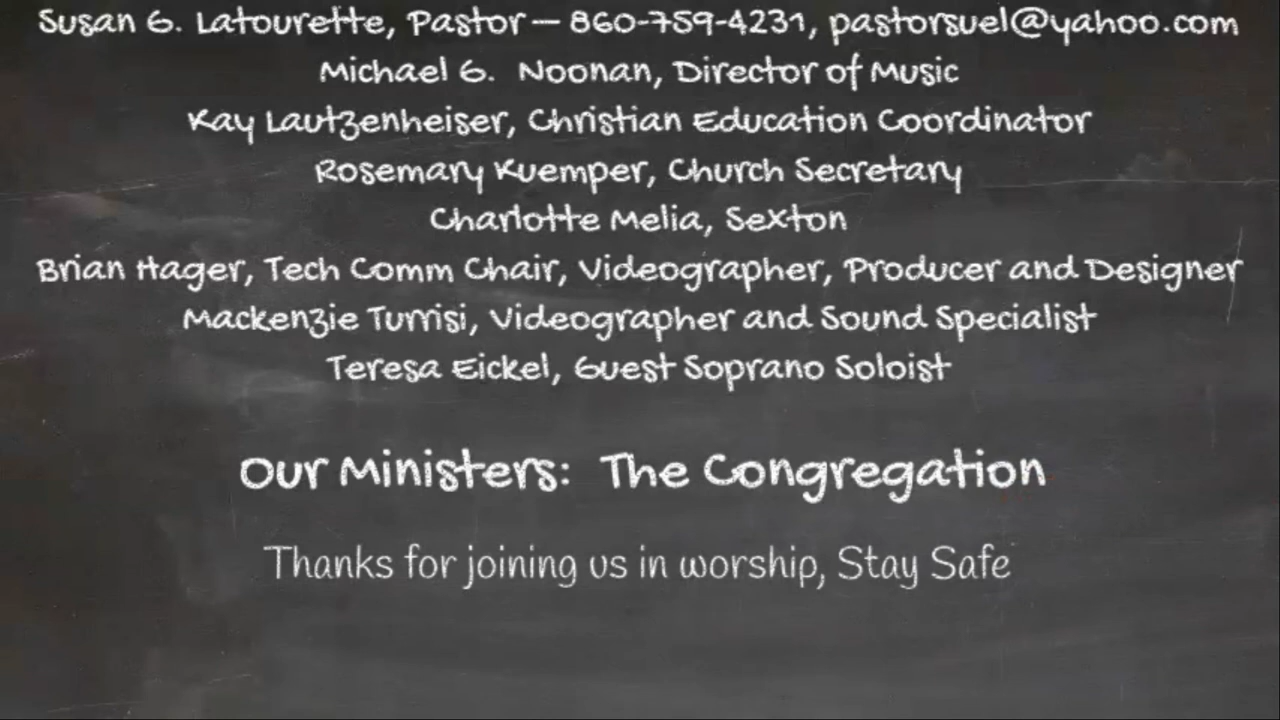 Susan G. Latourette, Pastor – 860-759-4231, pastorsuel@yahoo.com
Michael G. Noonan, Director of Music
Kay Lautzenheiser, Christian Education Coordinator
Rosemary Kuemper, Church Secretary
Charlotte Melia, Sexton
Brian Hager, Tech Comm Chair, Videographer, Producer and Designer
Mackenzie Turrisi, Videographer and Sound Specialist
Teresa Eickel, Guest Soprano Soloist
Our Ministers: The Congregation
Thanks for joining us in worship, Stay Safe